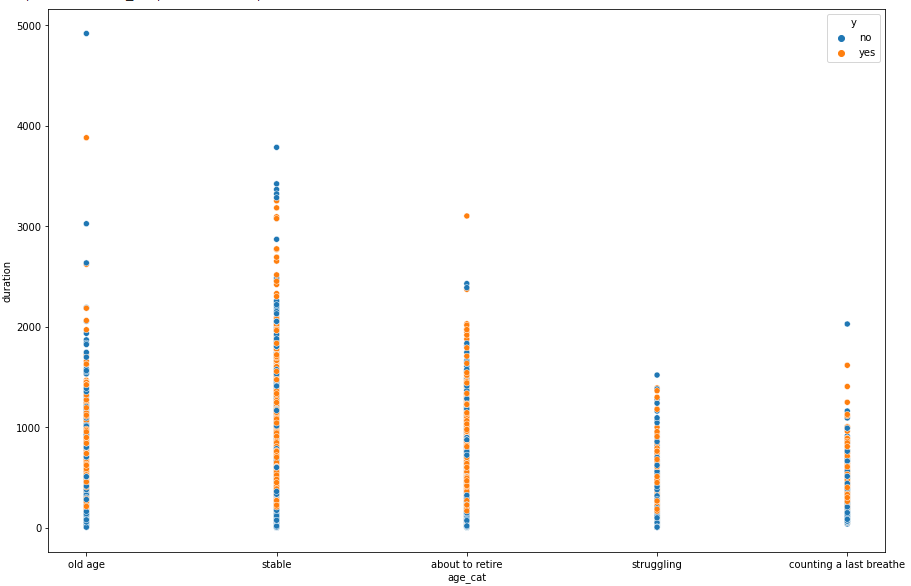 y
no
yes
5000
4000
3000
2000
1000
0
duration
old age
stable
about to retire
struggling
counting a last breathe
age_cat